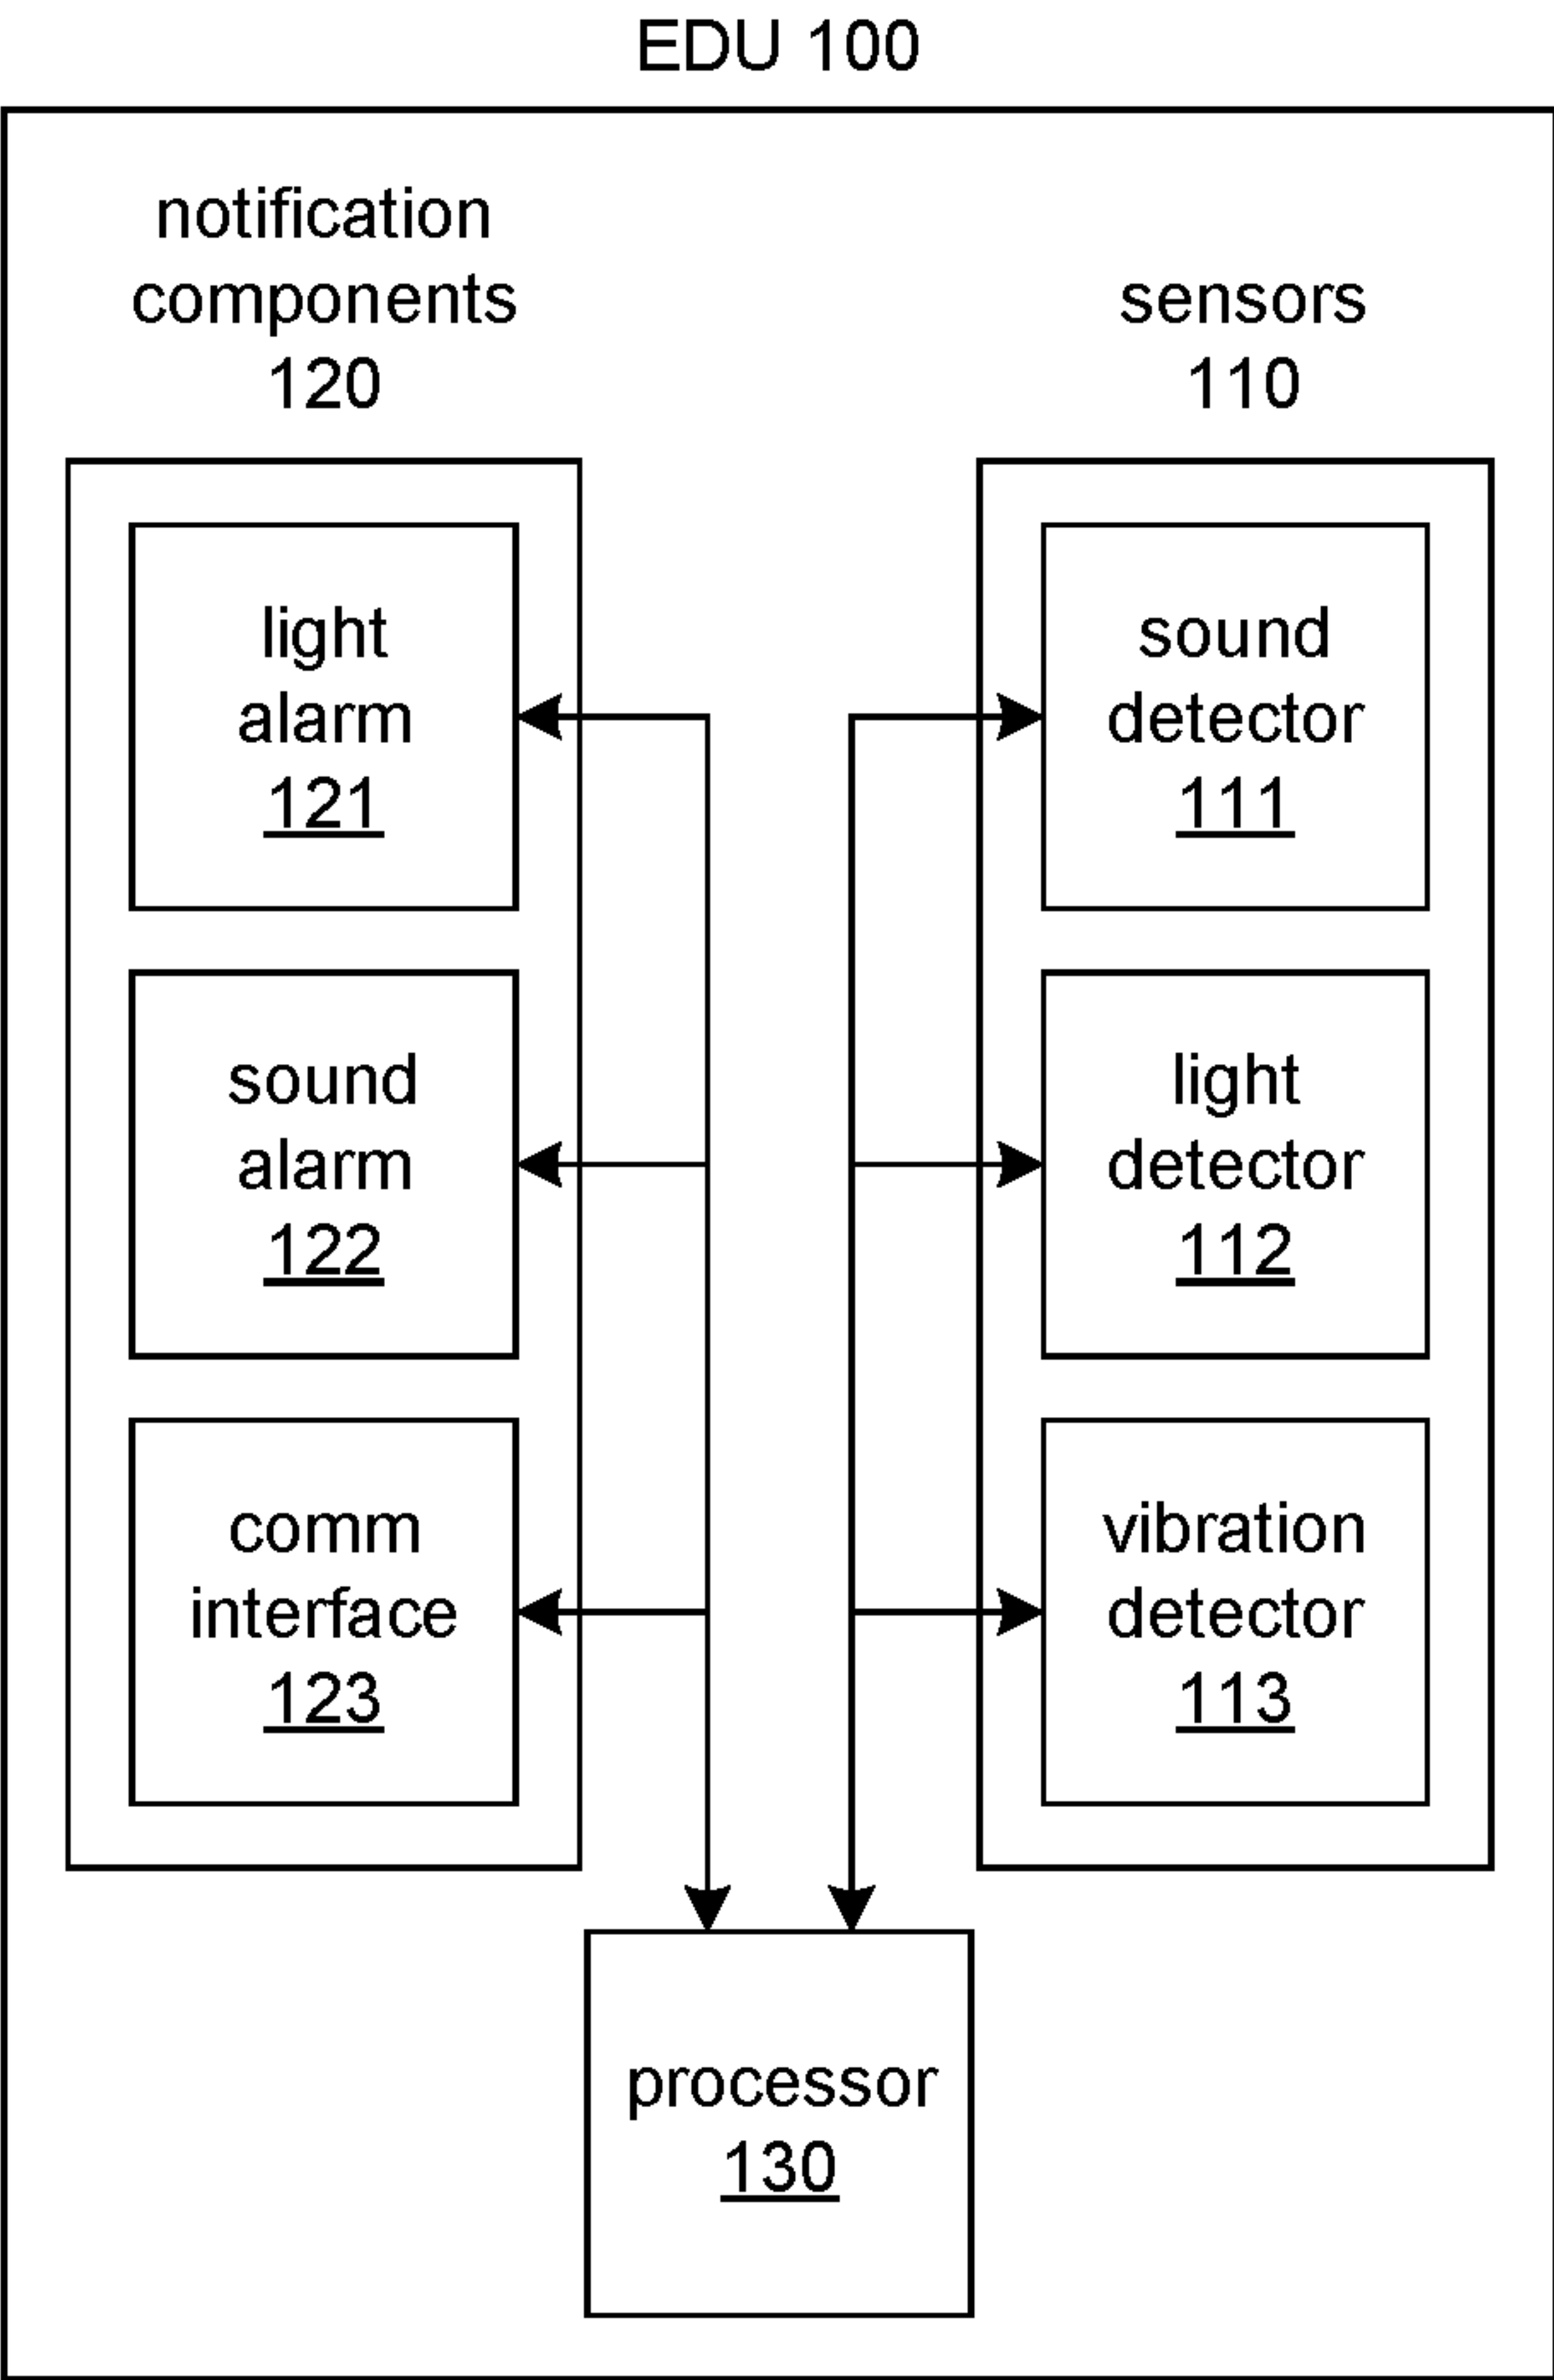 EDU 100
notification
components
120
light
alarm
121
sound
alarm
122
comm
interface
123
sensors
110
sound
detector
111
light
detector
112
vibration
detector
113
processor
130